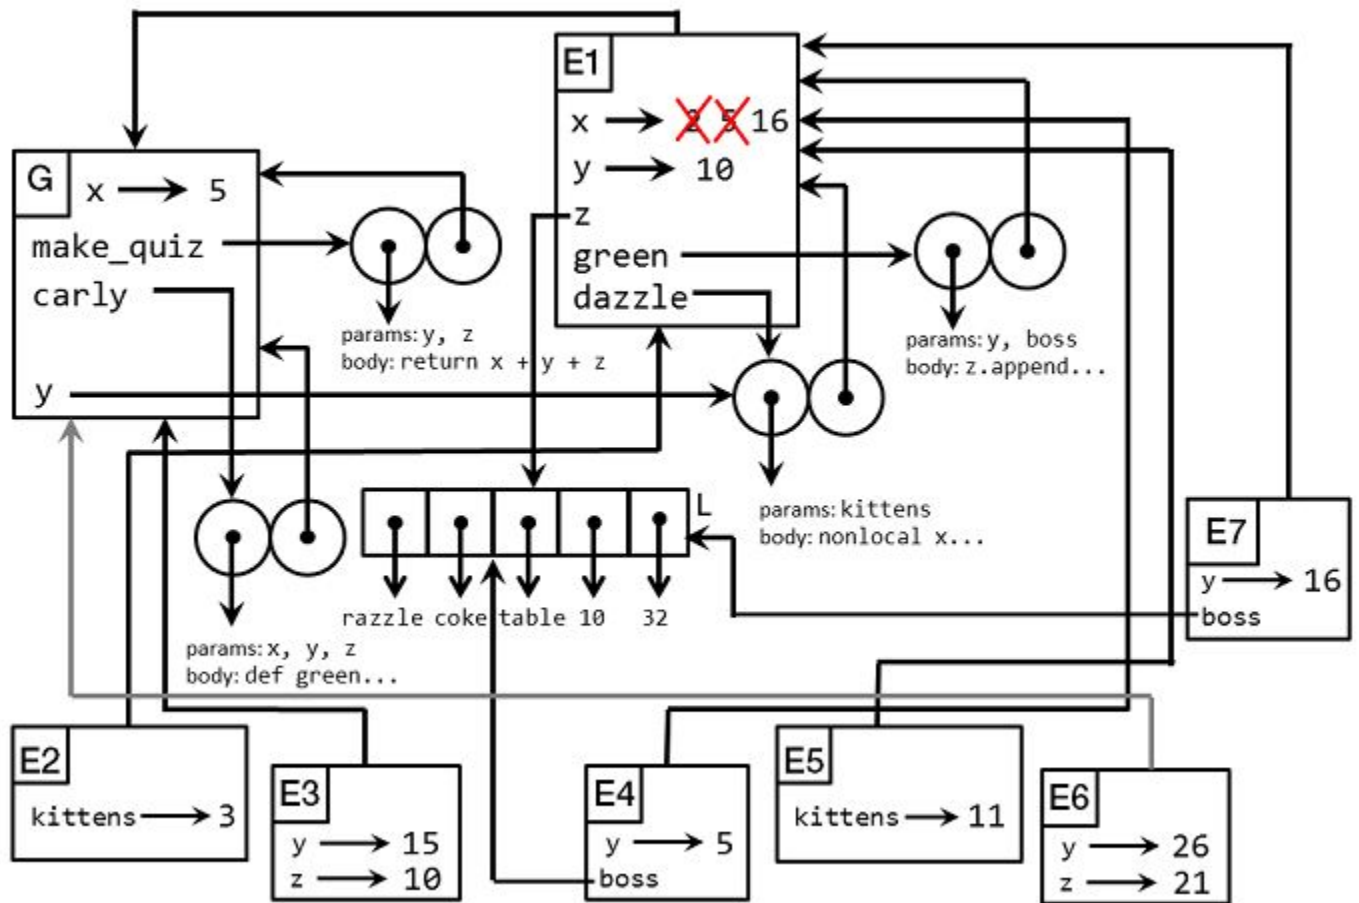 E1
x 2 5 16
y 10
z
green
dazzle
G
x 5
make_quiz
carly
y
params: y, z
body: return x + y + z
params: y, boss
body: z.append...
params: kittens
body: nonlocal x...
L
razzle coke table 10 32
params: x, y, z
body: def green...
E7
y 16
boss
E2
kittens 3
E3
y 15
z 10
E4
y 5
boss
E5
kittens 11
E6
y 26
z 21